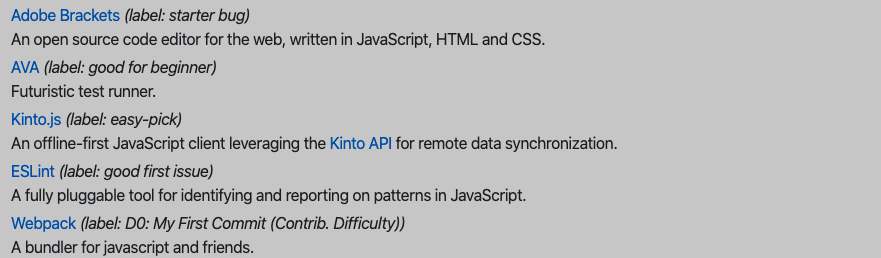 Adobe Brackets (label: starter bug)
An open source code editor for the web, written in JavaScript, HTML and CSS.
AVA (label: good for beginner)
Futuristic test runner.
Kinto.js (label: easy-pick)
An offline-first JavaScript client leveraging the Kinto API for remote data synchronization.
ESLint (label: good first issue)
A fully pluggable tool for identifying and reporting on patterns in JavaScript.
Webpack (label: D0: My First Commit (Contrib. Difficulty))
A bundler for javascript and friends.